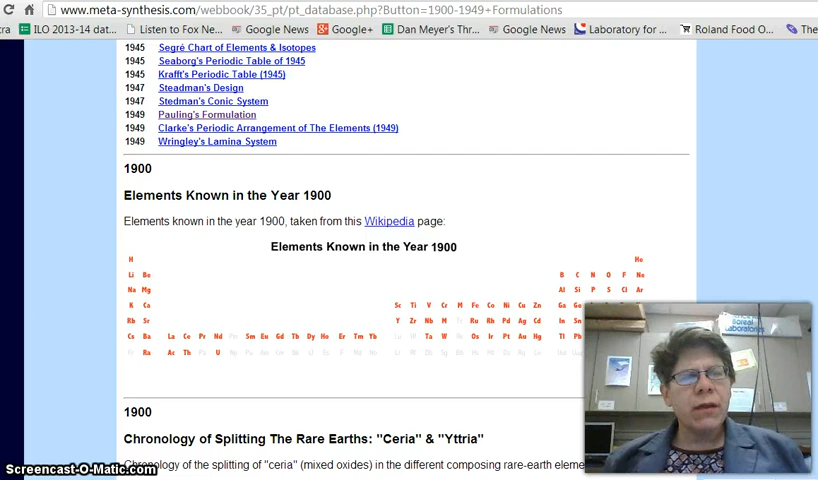 www.meta-synthesis.com/webbook/35_pt/pt_database.php?Button=1900-1949+Formulations
ILO 2013-14 dat... Listen to Fox Ne... Google News Google+ Dan Meyer's Thr... Google News Laboratory for ... Roland Food O... The
1945 Segré Chart of Elements & Isotopes
1945 Seaborg's Periodic Table of 1945
1945 Krafft's Periodic Table (1945)
1947 Steadman's Design
1947 Stedman's Conic System
1949 Pauling's Formulation
1949 Clarke's Periodic Arrangement of The Elements (1949)
1949 Wringley's Lamina System
1900
Elements Known in the Year 1900
Elements known in the year 1900, taken from this Wikipedia page:
Elements Known in the Year 1900
H He
Li Be B C N O F Ne
Na Mg Al Si P S Cl Ar
K Ca Sc Ti V Cr M Fe Co Ni Cu Zn Ga Ge
Rb Sr Y Zr Nb M Ru Rh Pd Ag Cd In Sn
Cs Ba La Ce Pr Nd Sm Eu Gd Tb Dy Ho Er Tm Yb Ta W Os Ir Pt Au Hg Tl Pb
Ra Ac Th U
1900
Chronology of Splitting The Rare Earths: "Ceria" & "Yttria"
Chronology of the splitting of "ceria" (mixed oxides) in the different composing rare-earth eleme
Boreal
Laboratories
Screencast-O-Matic.com